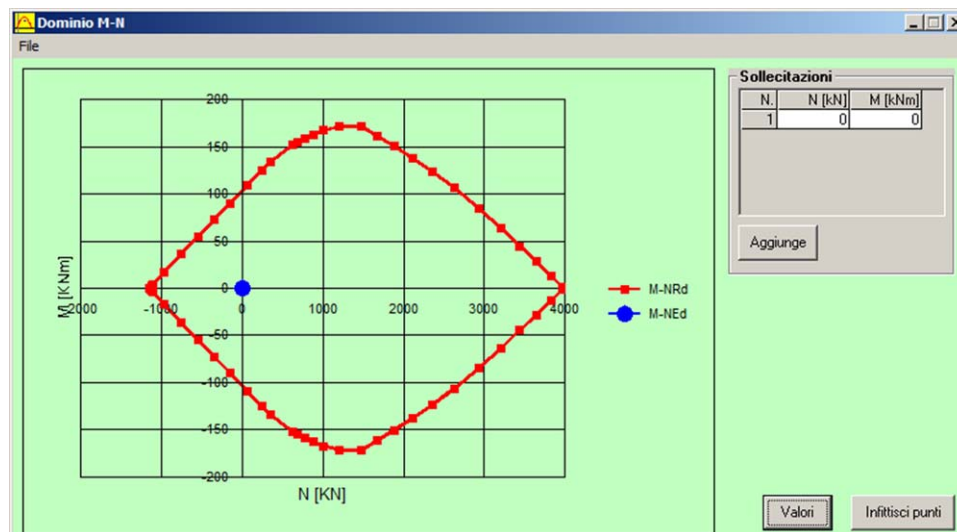 Dominio M-N
File
200
150
100
50
0
-50
-100
-150
-200
M [KNm]
-2000
-1000
0
1000
2000
3000
4000
N [KN]
M-NRd
M-NEd
Sollecitazioni
N. N [kN] M [kNm]
1 0 0
Aggiunge
Valori
Infittisci punti